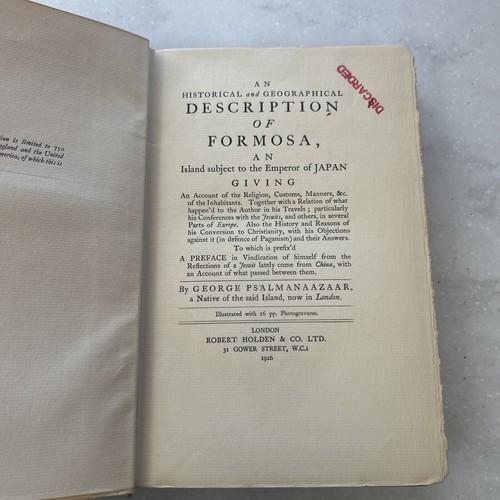 tion is limited to 750
ngland and the United
merica, of which this is
DISCARDED
AN
HISTORICAL and GEOGRAPHICAL
DESCRIPTION
OF
FORMOSA,
AN
Island subject to the Emperor of JAPAN
GIVING
An Account of the Religion, Customs, Manners, &c.
of the Inhabitants. Together with a Relation of what
happen'd to the Author in his Travels; particularly
his Conferences with the Jesuits, and others, in several
Parts of Europe. Also the History and Reasons of
his Conversion to Christianity, with his Objections
against it (in defence of Paganism) and their Answers.
To which is prefix'd
A PREFACE in Vindication of himself from the
Reflections of a Jesuit lately come from China, with
an Account of what passed between them.
By GEORGE PSALMANAAZAAR,
a Native of the said Island, now in London.
Illustrated with 16 pp. Photogravures.
LONDON
ROBERT HOLDEN & CO. LTD.
31 GOWER STREET, W.C.1
1926